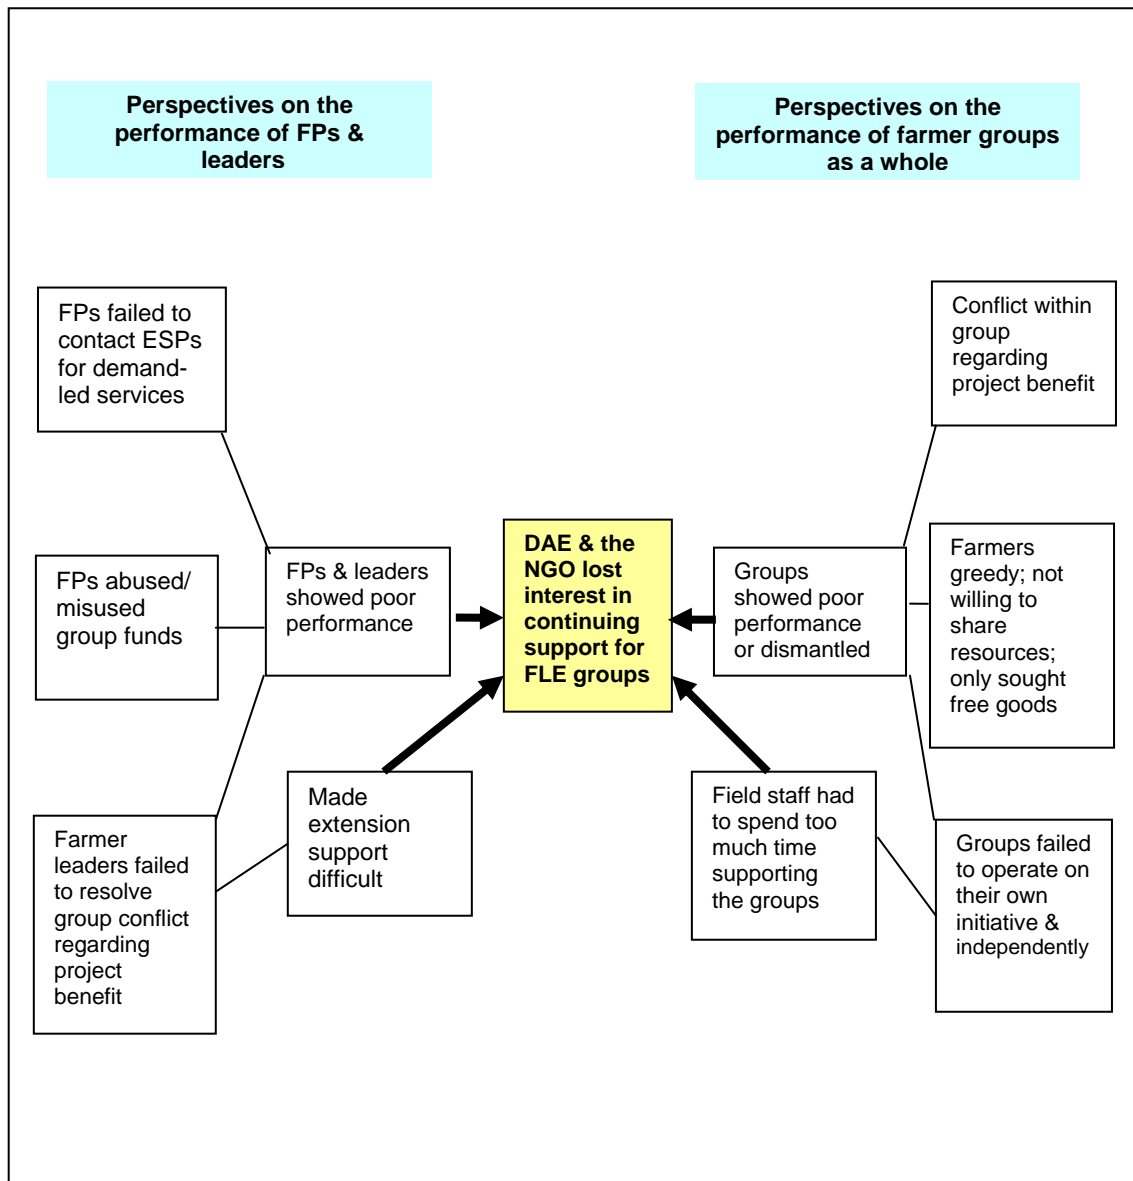 Perspectives on the
performance of FPs &
leaders
Perspectives on the
performance of farmer groups
as a whole
FPs failed to
contact ESPs
for demand-
led services
Conflict within
group
regarding
project benefit
FPs abused/
misused
group funds
FPs & leaders
showed poor
performance
DAE & the
NGO lost
interest in
continuing
support for
FLE groups
Groups
showed poor
performance
or dismantled
Farmers
greedy; not
willing to
share
resources;
only sought
free goods
Farmer
leaders failed
to resolve
group conflict
regarding
project
benefit
Made
extension
support
difficult
Field staff had
to spend too
much time
supporting
the groups
Groups failed
to operate on
their own
initiative &
independently